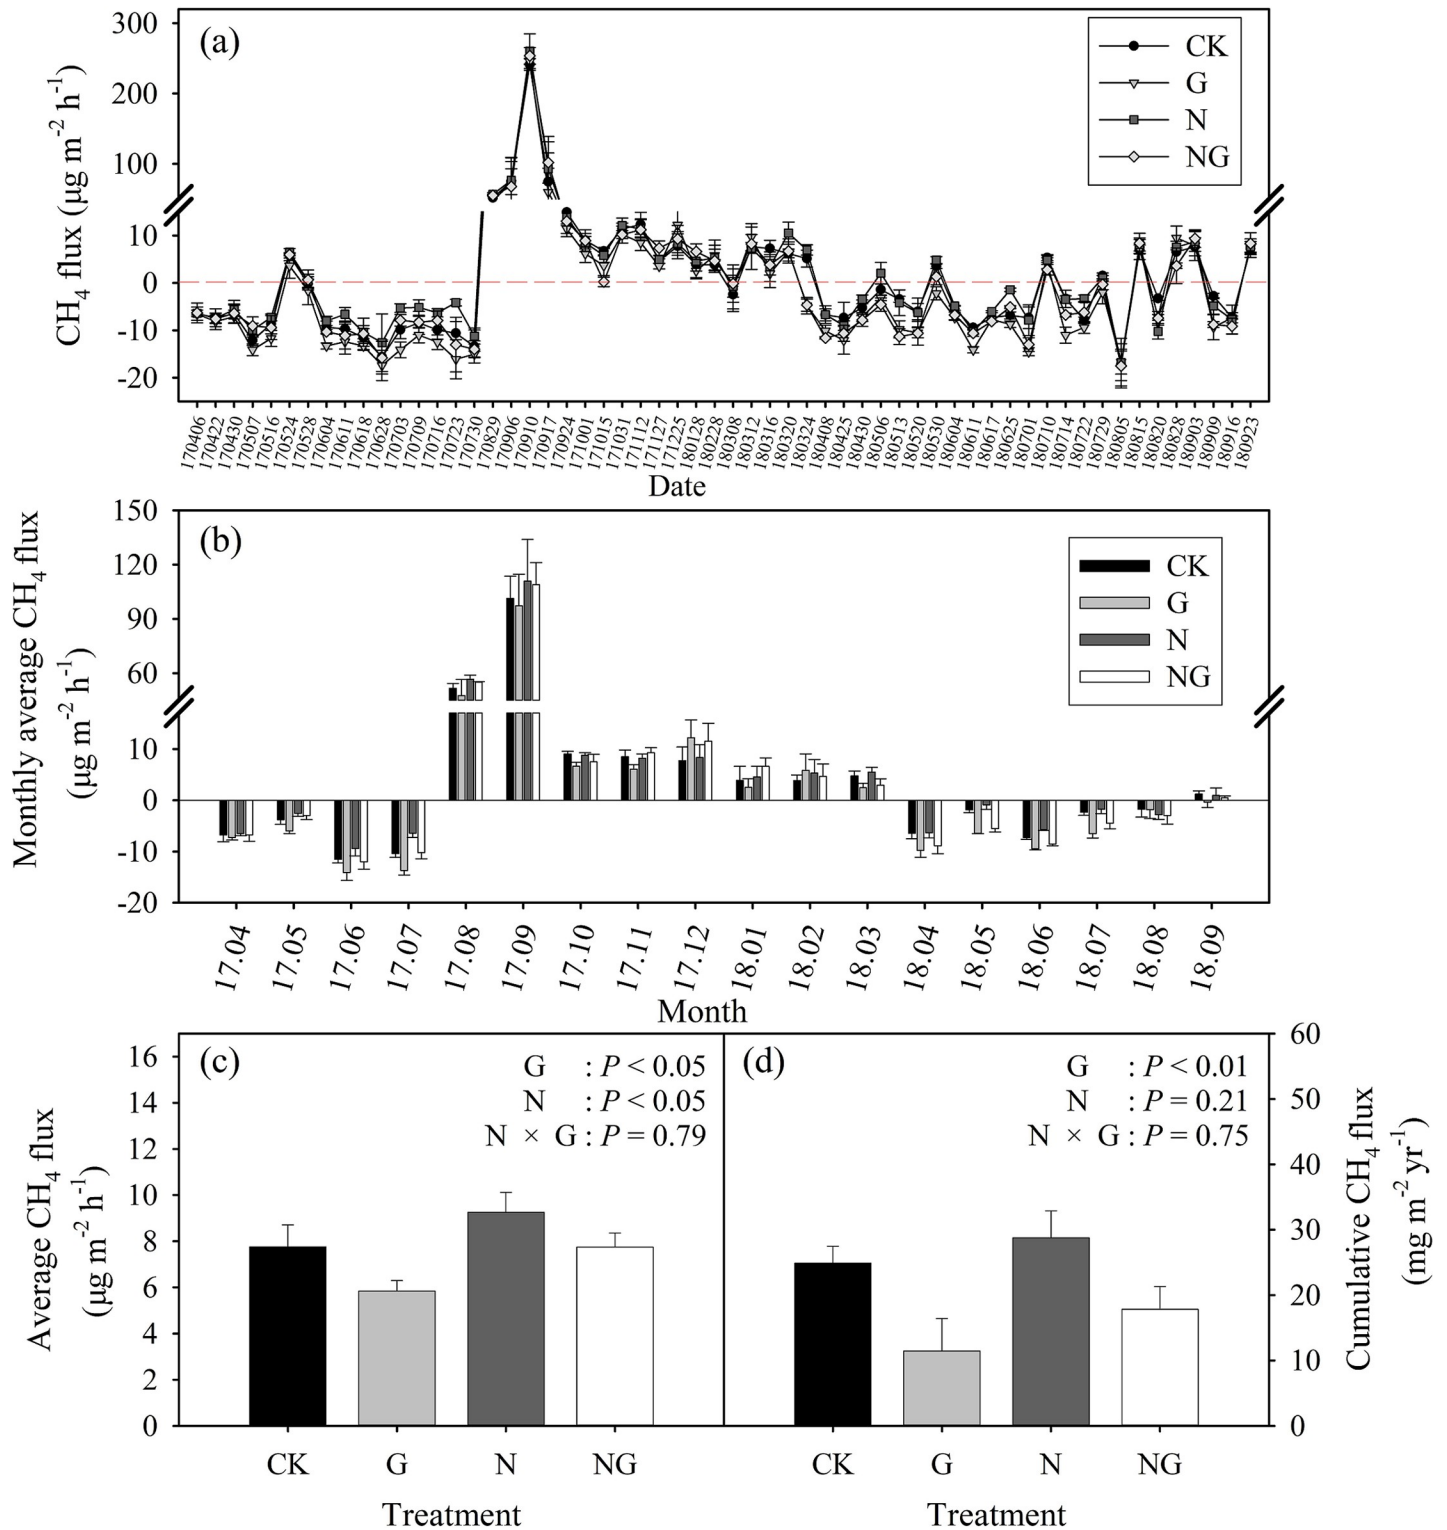 (a)
CH4 flux (μg m-2 h-1)
300
200
100
10
0
-10
-20
CK
G
N
NG
170406
170422
170430
170507
170516
170524
170528
170604
170611
170618
170628
170703
170709
170716
170723
170730
170829
170906
170910
170917
170924
171001
171015
171031
171112
171127
171225
180128
180228
180308
180312
180316
180320
180324
180408
180425
180430
180506
180513
180520
180530
180604
180611
180617
180625
180701
180710
180714
180722
180729
180805
180815
180820
180828
180903
180909
180916
180923
Date
(b)
Monthly average CH4 flux
(μg m-2 h-1)
150
120
90
60
10
0
-10
-20
CK
G
N
NG
17.04
17.05
17.06
17.07
17.08
17.09
17.10
17.11
17.12
18.01
18.02
18.03
18.04
18.05
18.06
18.07
18.08
18.09
Month
(c)
Average CH4 flux
(μg m-2 h-1)
16
14
12
10
8
6
4
2
0
G : P < 0.05
N : P < 0.05
N × G : P = 0.79
CK
G
N
NG
Treatment
(d)
G : P < 0.01
N : P = 0.21
N × G : P = 0.75
60
50
40
30
20
10
0
Cumulative CH4 flux
(mg m-2 yr-1)
CK
G
N
NG
Treatment